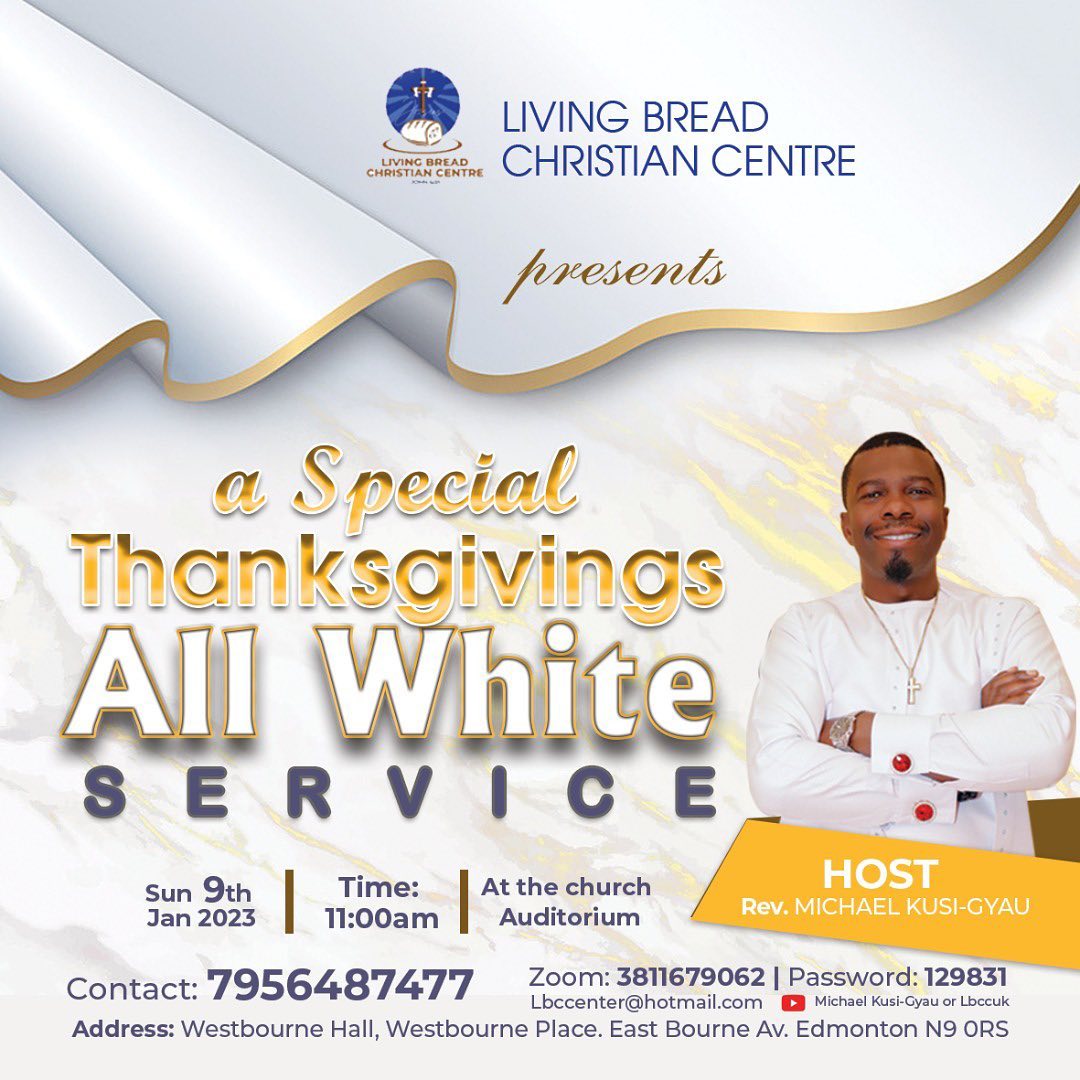 LIVING BREAD
CHRISTIAN CENTRE
LIVING BREAD
CHRISTIAN CENTRE
presents
a Special
Thanksgivings
All White
SERVICE
Sun 9th
Jan 2023
Time:
11:00am
At the church
Auditorium
HOST
Rev. MICHAEL KUSI-GYAU
Contact: 7956487477
Zoom: 3811679062 | Password: 129831
Lbccenter@hotmail.com Michael Kusi-Gyau or Lbccuk
Address: Westbourne Hall, Westbourne Place. East Bourne Av. Edmonton N9 0RS